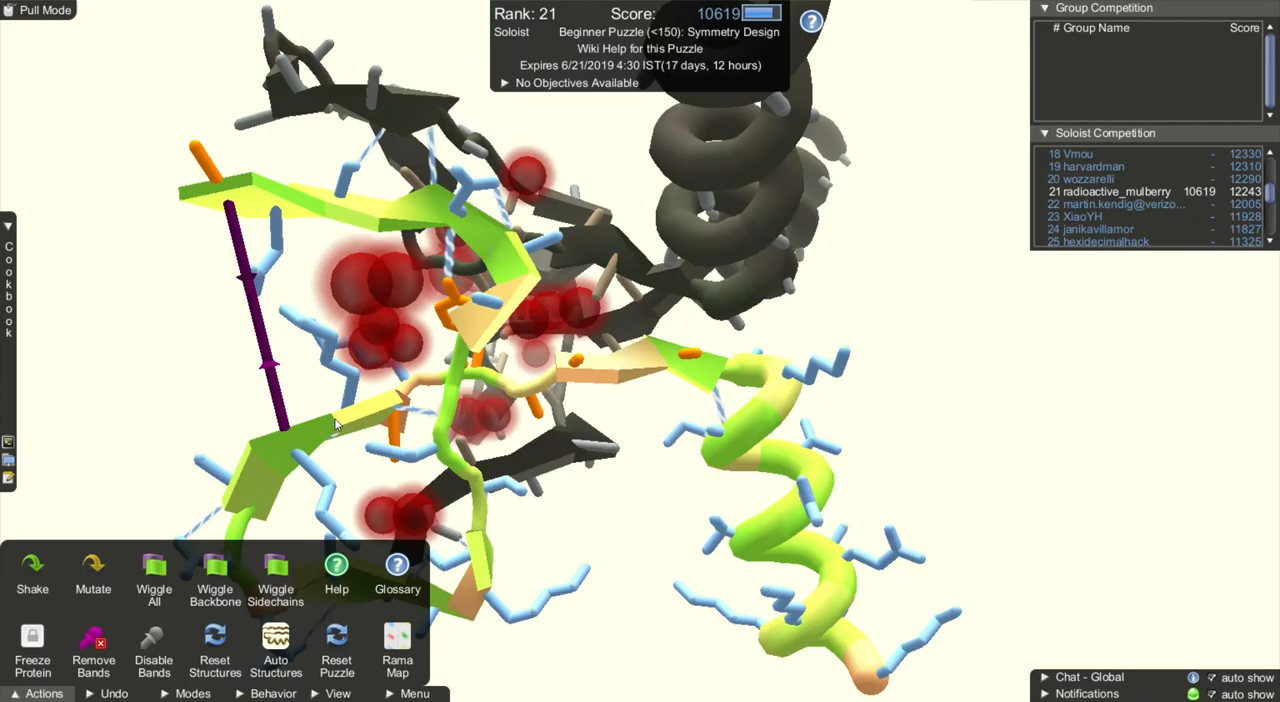 Pull Mode
Rank: 21 Score: 10619
Soloist Beginner Puzzle (<150): Symmetry Design
Wiki Help for this Puzzle
Expires 6/21/2019 4:30 IST(17 days, 12 hours)
▶ No Objectives Available
?
▼ Group Competition
# Group Name Score
▼ Soloist Competition
18 Vmou - 12330
19 harvardman - 12310
20 wozzarelli - 12290
21 radioactive_mulberry 10619 12243
22 martin.kendig@verizo... - 12005
23 XiaoYH - 11928
24 janikavillamor - 11827
25 hexidecimalhack - 11325
▼ Cookbook
Shake
Mutate
Wiggle All
Wiggle Backbone
Wiggle Sidechains
Help
Glossary
Freeze Protein
Remove Bands
Disable Bands
Reset Structures
Auto Structures
Reset Puzzle
Rama Map
▲ Actions ▶ Undo ▶ Modes ▶ Behavior ▶ View ▶ Menu
▶ Chat - Global auto show
▶ Notifications auto show